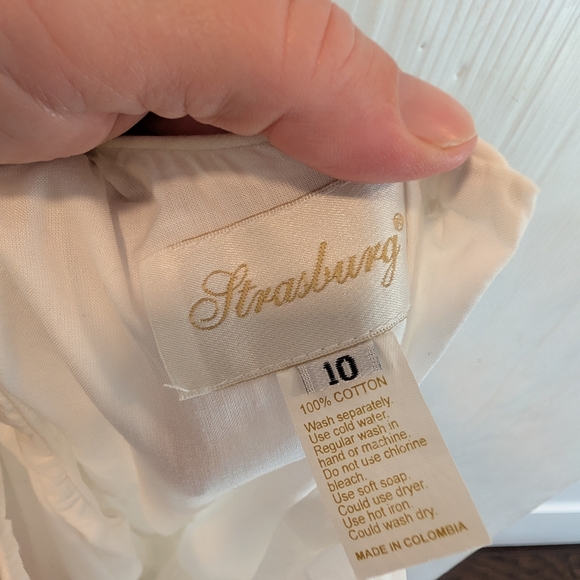 Strasburg®
10
100% COTTON
Wash separately.
Use cold water.
Regular wash in
hand or machine.
Do not use chlorine
bleach.
Use soft soap.
Could use dryer.
Use hot iron.
Could wash dry.
MADE IN COLOMBIA